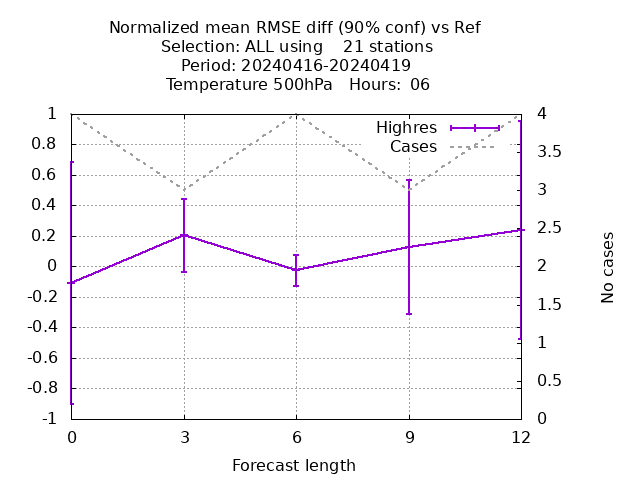 Normalized mean RMSE diff (90% conf) vs Ref
Selection: ALL using    21 stations
Period: 20240416-20240419
Temperature 500hPa   Hours:  06
Highres
Cases
1
0.8
0.6
0.4
0.2
0
-0.2
-0.4
-0.6
-0.8
-1
4
3.5
3
2.5
2
1.5
1
0.5
0
No cases
0 3 6 9 12
Forecast length